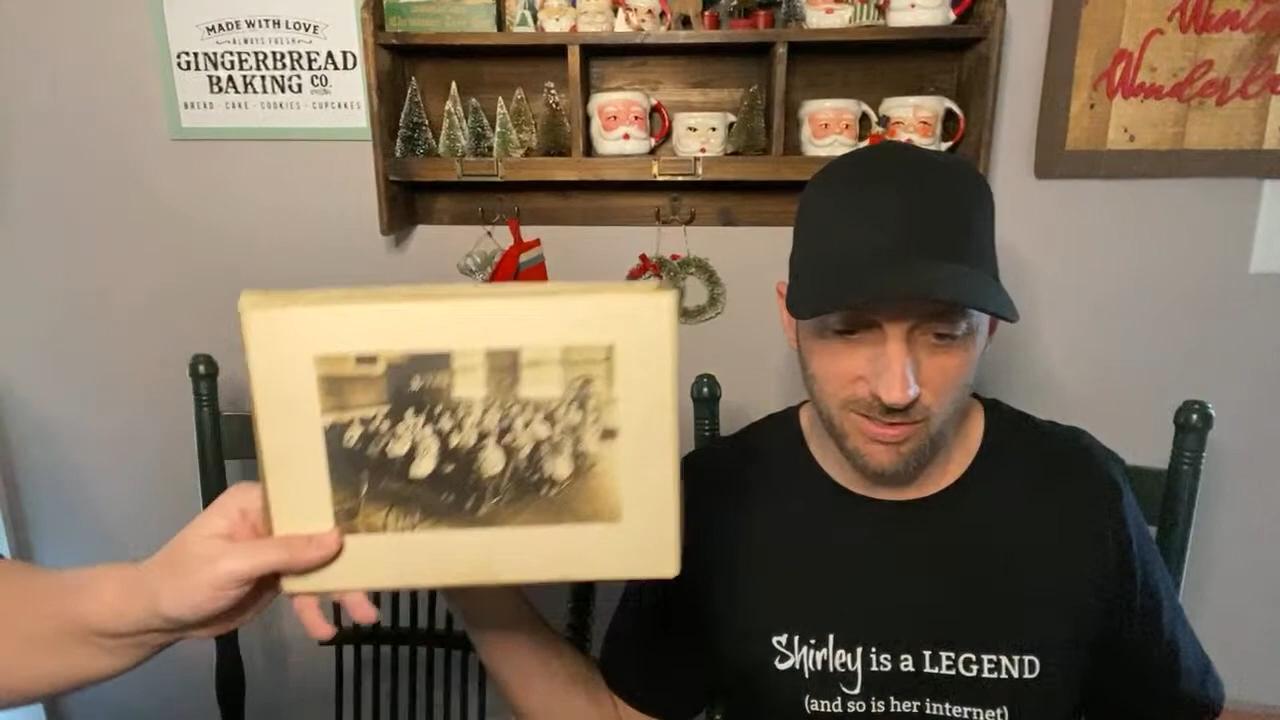 MADE WITH LOVE
ALWAYS FRESH
GINGERBREAD
BAKING CO.
BREAD · CAKE · COOKIES · CUPCAKES
Winter
Shirley is a LEGEND
(and so is her internet)